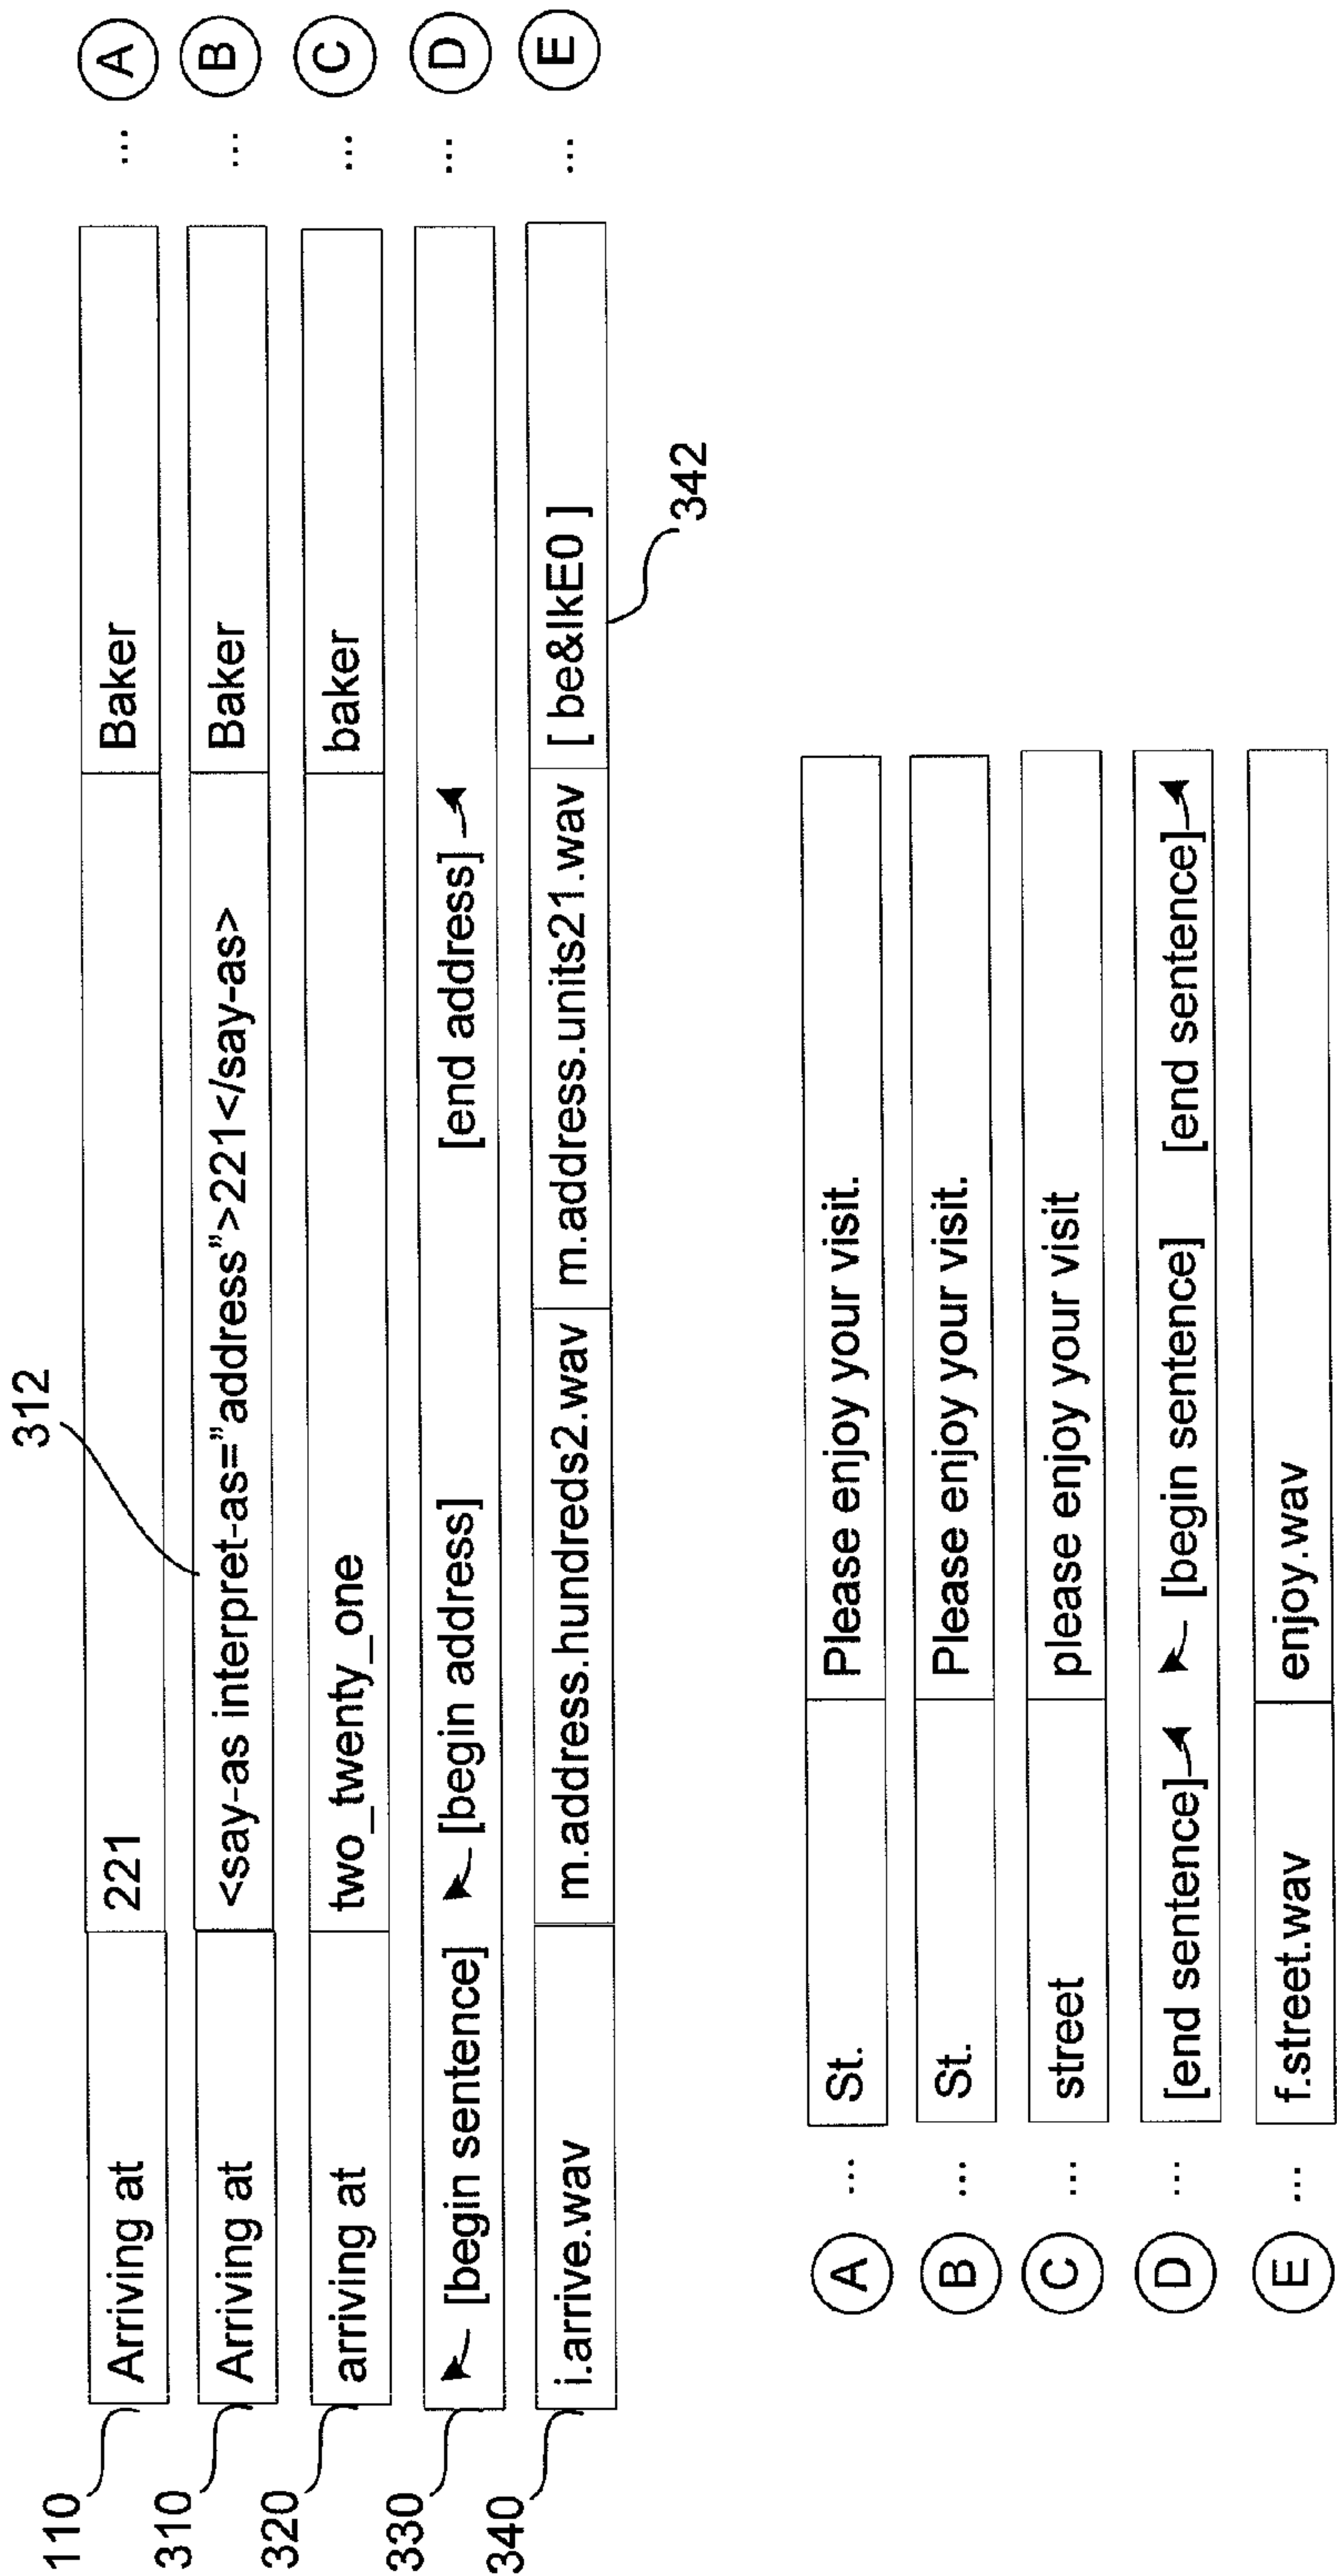 312
110 Arriving at 221 Baker ... A
310 Arriving at <say-as interpret-as="address">221</say-as> Baker ... B
320 arriving at two_twenty_one baker ... C
330 [begin sentence] [begin address] [end address] ... D
340 i.arrive.wav m.address.hundreds2.wav m.address.units21.wav [ be&IkE0 ] ... E
342
A ... St. Please enjoy your visit.
B ... St. Please enjoy your visit.
C ... street please enjoy your visit
D ... [end sentence] [begin sentence] [end sentence]
E ... f.street.wav enjoy.wav